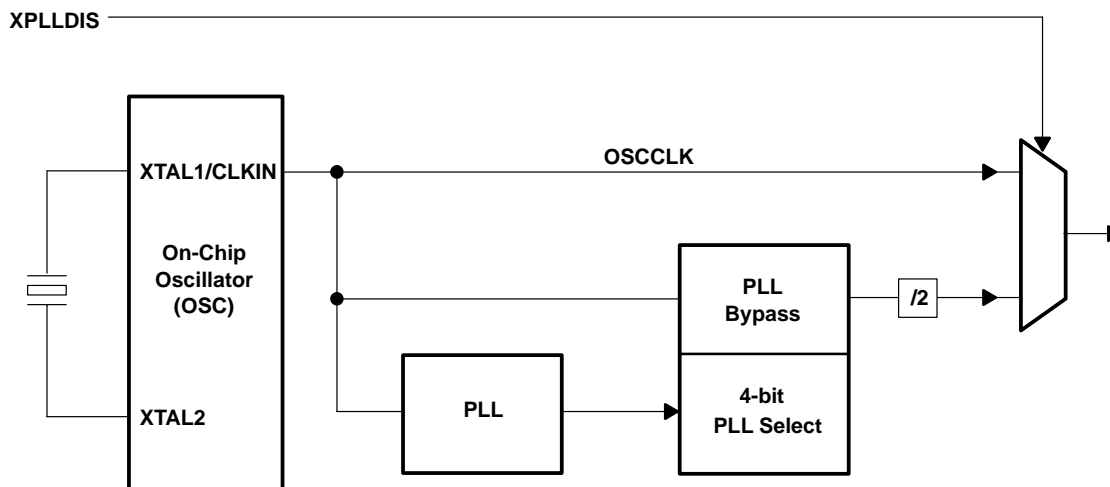 XPLLDIS
XTAL1/CLKIN
OSCCLK
On-Chip
Oscillator
(OSC)
PLL
Bypass
/2
XTAL2
PLL
4-bit
PLL Select